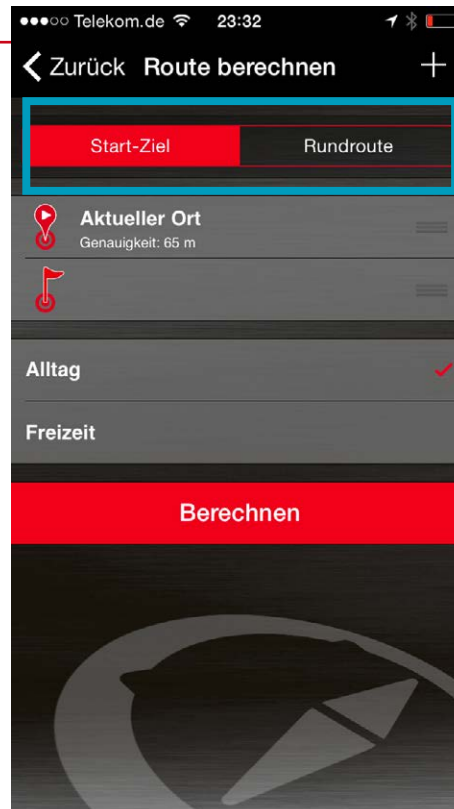 Telekom.de 23:32
Zurück Route berechnen
Start-Ziel Rundroute
Aktueller Ort
Genauigkeit: 65 m
Alltag
Freizeit
Berechnen